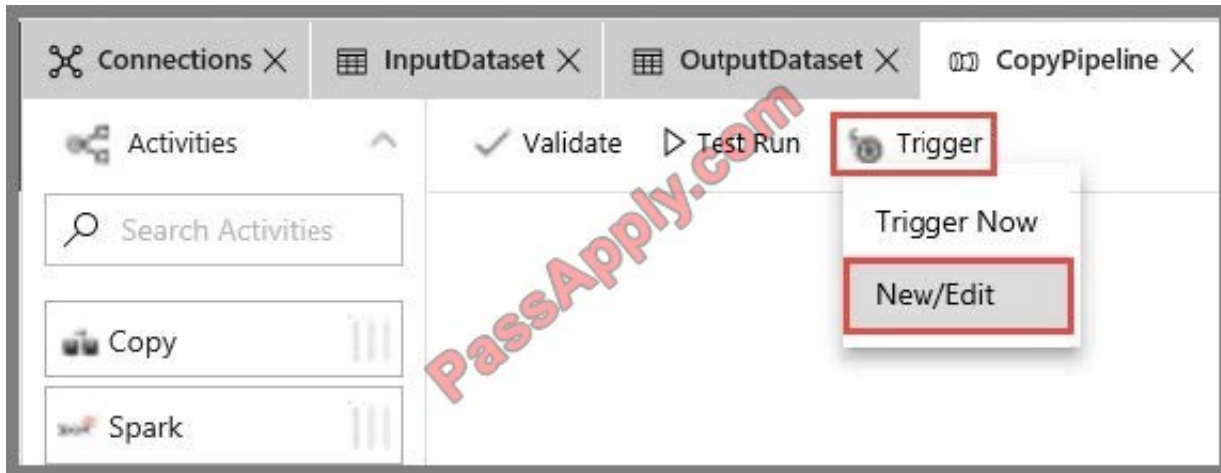 Connections InputDataset OutputDataset CopyPipeline
Activities
Validate Test Run Trigger
Search Activities
Trigger Now
New/Edit
Copy
Spark
PassApply.com